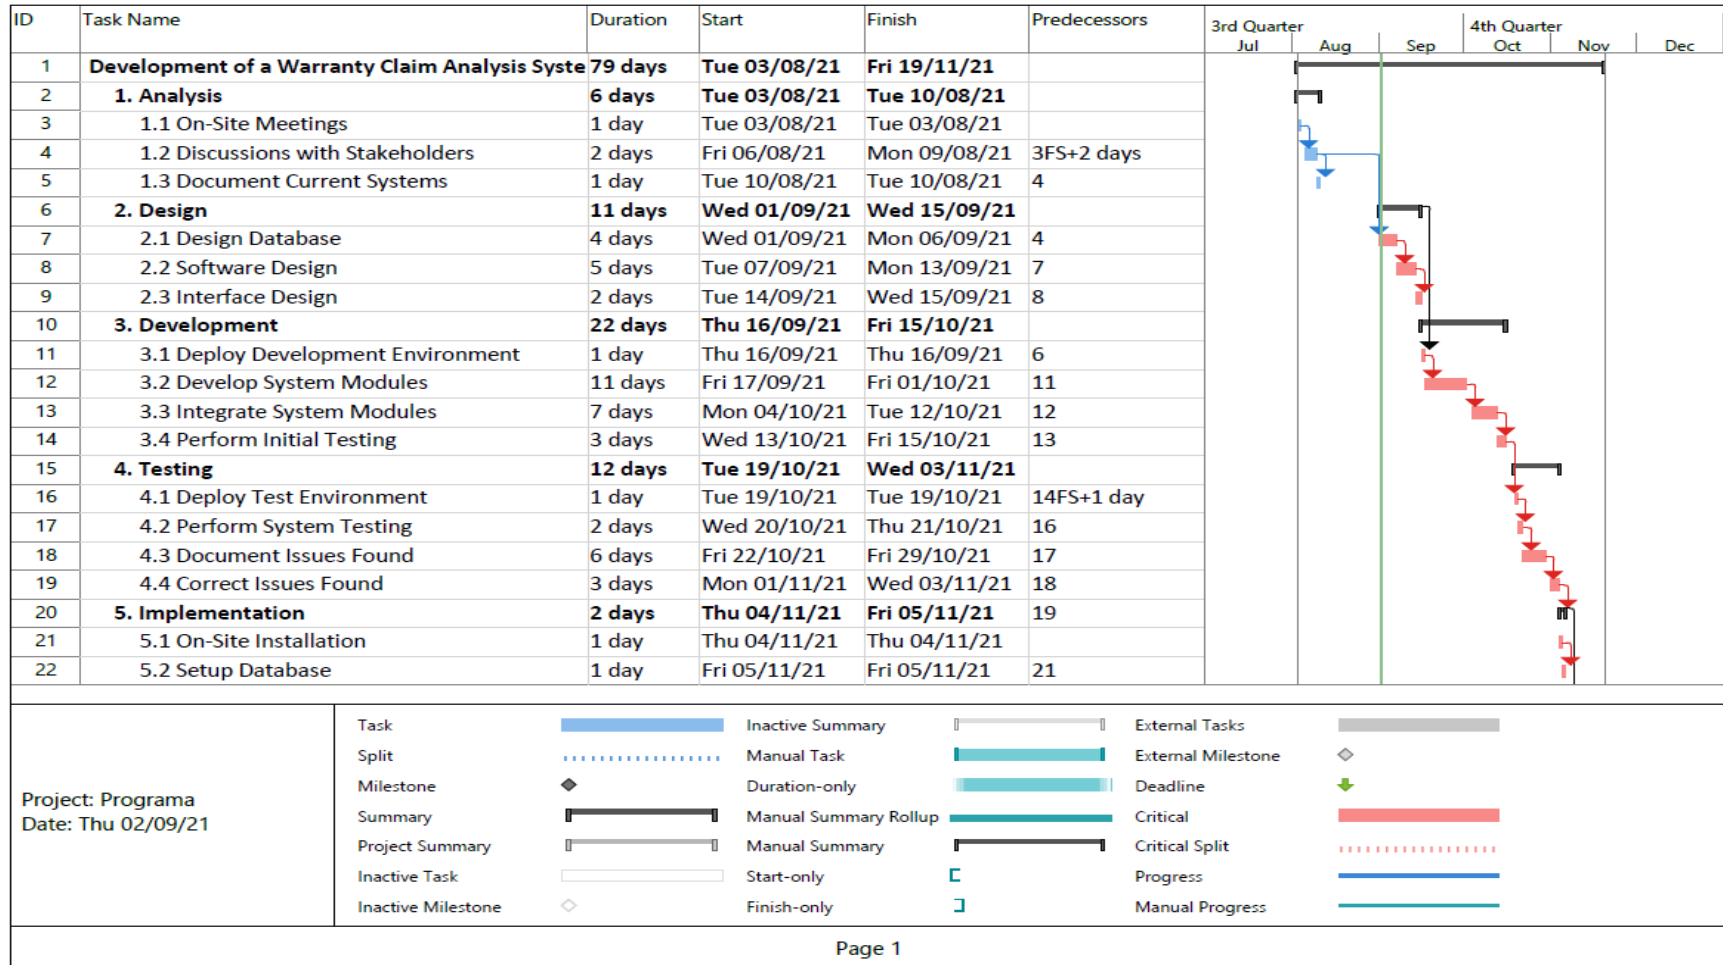 ID Task Name Duration Start Finish Predecessors
3rd Quarter 4th Quarter
Jul Aug Sep Oct Nov Dec
1 Development of a Warranty Claim Analysis Syste 79 days Tue 03/08/21 Fri 19/11/21
2 1. Analysis 6 days Tue 03/08/21 Tue 10/08/21
3 1.1 On-Site Meetings 1 day Tue 03/08/21 Tue 03/08/21
4 1.2 Discussions with Stakeholders 2 days Fri 06/08/21 Mon 09/08/21 3FS+2 days
5 1.3 Document Current Systems 1 day Tue 10/08/21 Tue 10/08/21 4
6 2. Design 11 days Wed 01/09/21 Wed 15/09/21
7 2.1 Design Database 4 days Wed 01/09/21 Mon 06/09/21 4
8 2.2 Software Design 5 days Tue 07/09/21 Mon 13/09/21 7
9 2.3 Interface Design 2 days Tue 14/09/21 Wed 15/09/21 8
10 3. Development 22 days Thu 16/09/21 Fri 15/10/21
11 3.1 Deploy Development Environment 1 day Thu 16/09/21 Thu 16/09/21 6
12 3.2 Develop System Modules 11 days Fri 17/09/21 Fri 01/10/21 11
13 3.3 Integrate System Modules 7 days Mon 04/10/21 Tue 12/10/21 12
14 3.4 Perform Initial Testing 3 days Wed 13/10/21 Fri 15/10/21 13
15 4. Testing 12 days Tue 19/10/21 Wed 03/11/21
16 4.1 Deploy Test Environment 1 day Tue 19/10/21 Tue 19/10/21 14FS+1 day
17 4.2 Perform System Testing 2 days Wed 20/10/21 Thu 21/10/21 16
18 4.3 Document Issues Found 6 days Fri 22/10/21 Fri 29/10/21 17
19 4.4 Correct Issues Found 3 days Mon 01/11/21 Wed 03/11/21 18
20 5. Implementation 2 days Thu 04/11/21 Fri 05/11/21 19
21 5.1 On-Site Installation 1 day Thu 04/11/21 Thu 04/11/21
22 5.2 Setup Database 1 day Fri 05/11/21 Fri 05/11/21 21
Project: Programa
Date: Thu 02/09/21
Task Inactive Summary External Tasks
Split Manual Task External Milestone
Milestone Duration-only Deadline
Summary Manual Summary Rollup Critical
Project Summary Manual Summary Critical Split
Inactive Task Start-only Progress
Inactive Milestone Finish-only Manual Progress
Page 1